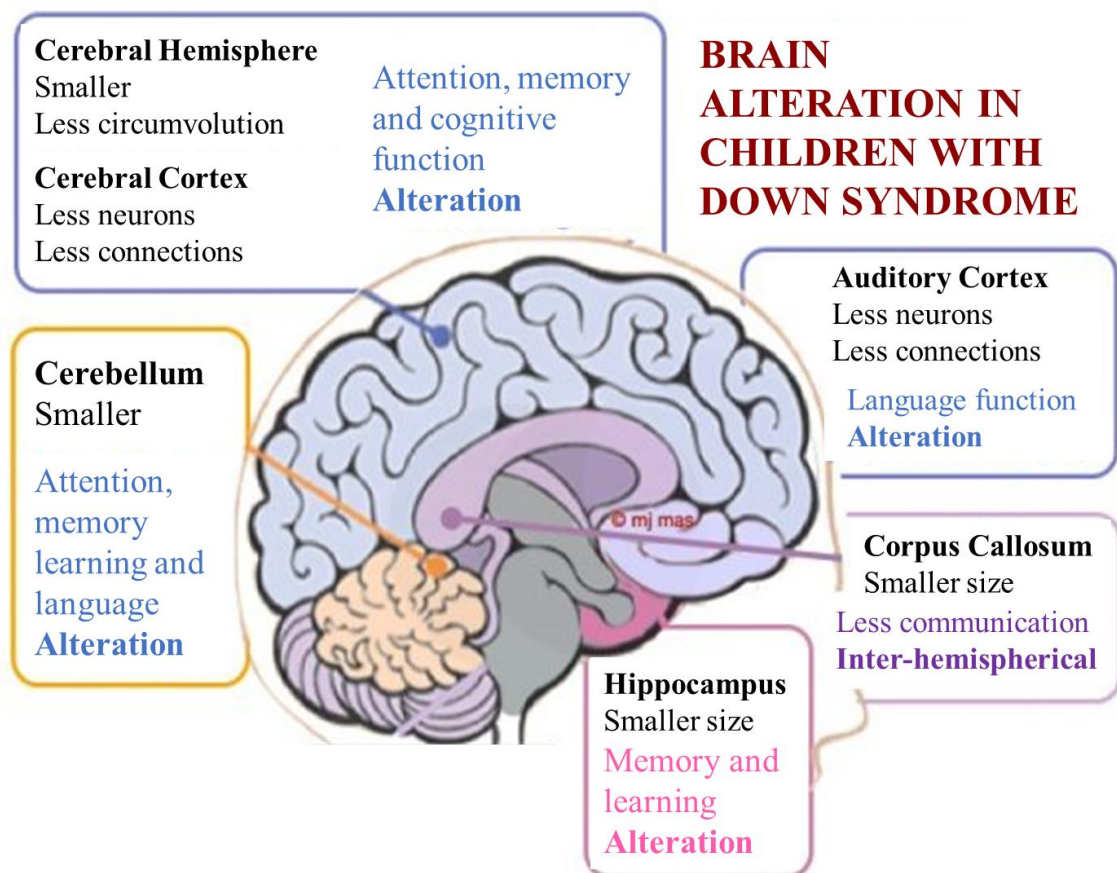 BRAIN
ALTERATION IN
CHILDREN WITH
DOWN SYNDROME
Cerebral Hemisphere
Smaller
Less circumvolution
Cerebral Cortex
Less neurons
Less connections
Attention, memory
and cognitive
function
Alteration
Auditory Cortex
Less neurons
Less connections
Language function
Alteration
Cerebellum
Smaller
Attention,
memory
learning and
language
Alteration
© mj mas
Corpus Callosum
Smaller size
Less communication
Inter-hemispherical
Hippocampus
Smaller size
Memory and
learning
Alteration